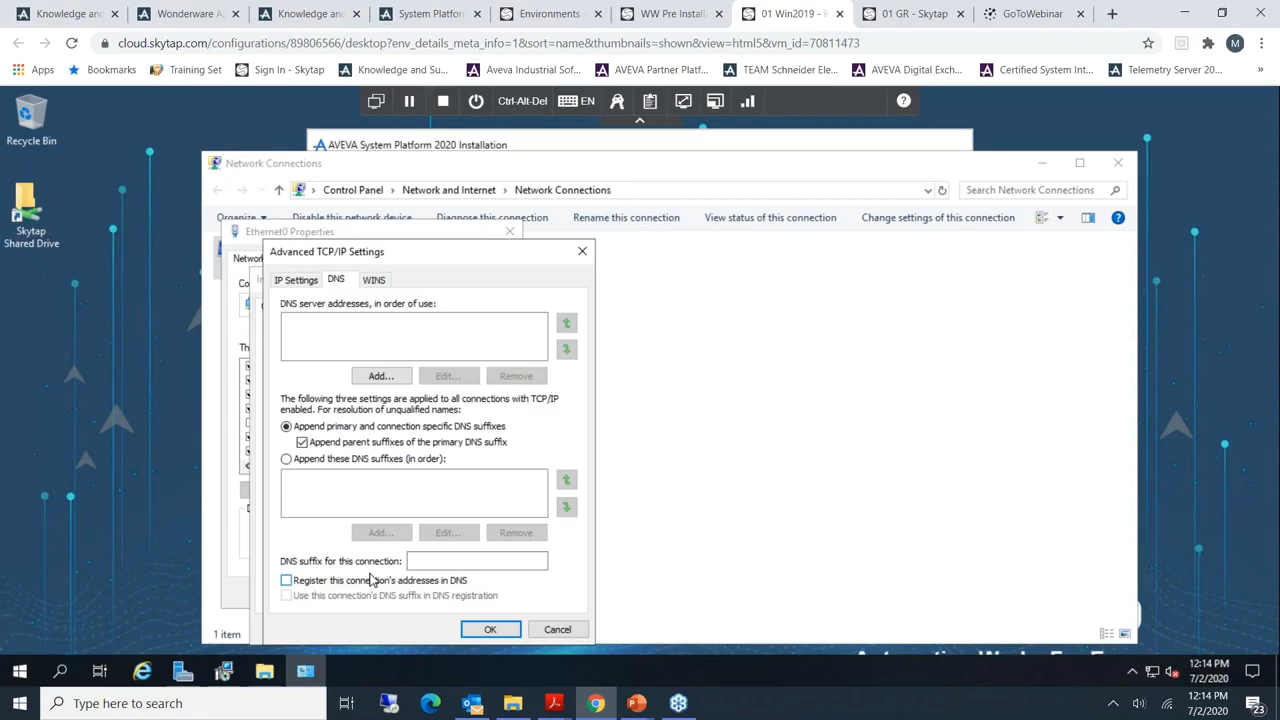 Knowledge and
Wonderware A
Knowledge and
System Platform
Environments -
WW Pre Install
01 Win2019 -
01 GR - Skytap
GoToWebinar
cloud.skytap.com/configurations/89806566/desktop?env_details_meta_info=1&sort=name&thumbnails=shown&view=html5&vm_id=70811473
M
Apps
Bookmarks
Training Set
Sign In - Skytap
Knowledge and Su...
Aveva Industrial Sof...
AVEVA Partner Platf...
TEAM Schneider Ele...
AVEVA Digital Exch...
Certified System Int...
Telemetry Server 20...
»
Ctrl-Alt-Del
EN
?
Recycle Bin
Skytap
Shared Drive
AVEVA System Platform 2020 Installation
Network Connections
Control Panel > Network and Internet > Network Connections
Search Network Connections
Organize
Disable this network device
Diagnose this connection
Rename this connection
View status of this connection
Change settings of this connection
Ethernet0 Properties
Netwo
Co
Th
Advanced TCP/IP Settings
IP Settings
DNS
WINS
DNS server addresses, in order of use:
Add...
Edit...
Remove
The following three settings are applied to all connections with TCP/IP
enabled. For resolution of unqualified names:
Append primary and connection specific DNS suffixes
Append parent suffixes of the primary DNS suffix
Append these DNS suffixes (in order):
Add...
Edit...
Remove
DNS suffix for this connection:
Register this connection's addresses in DNS
Use this connection's DNS suffix in DNS registration
OK
Cancel
1 item
12:14 PM
7/2/2020
Type here to search
12:14 PM
7/2/2020
23